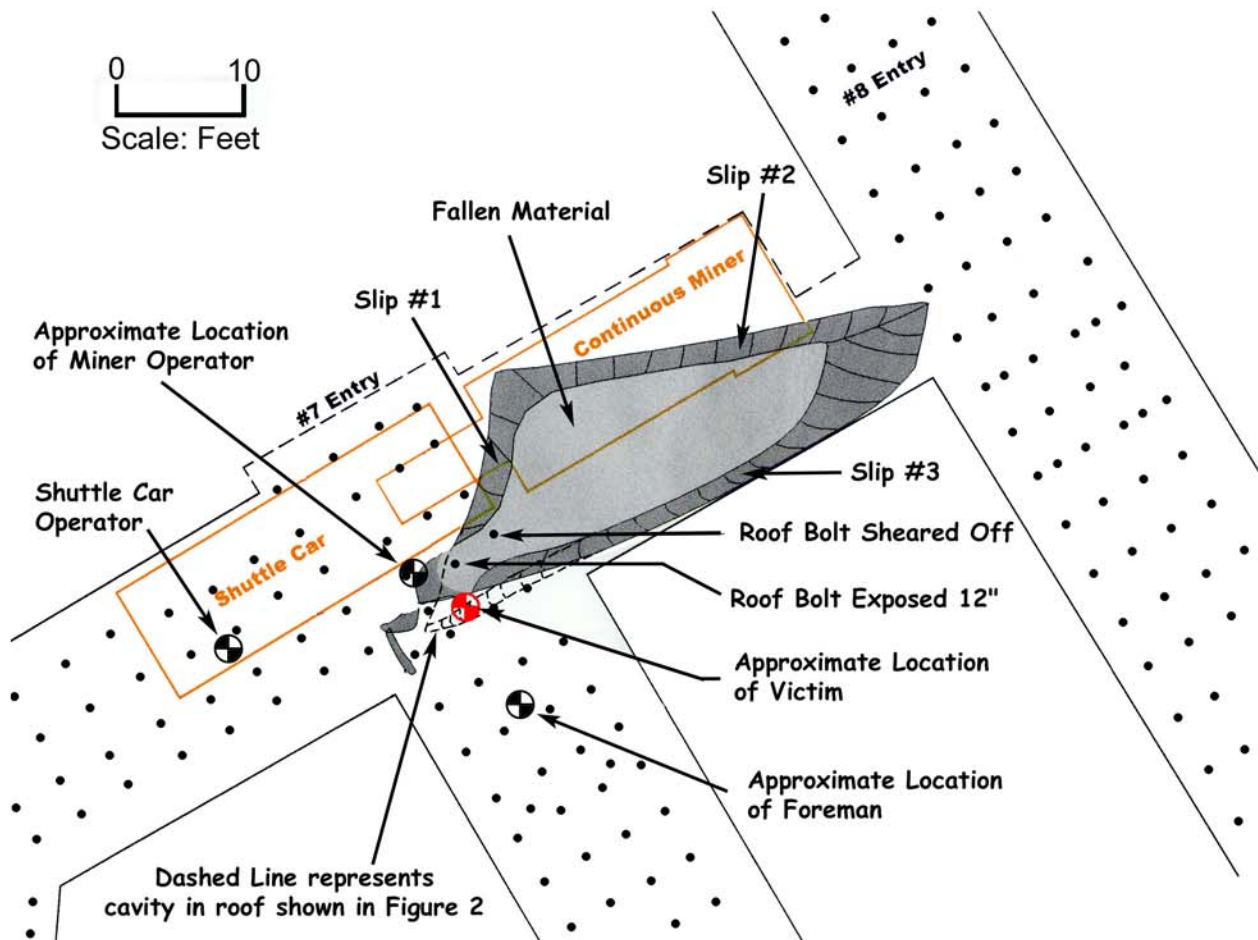 0 10
Scale: Feet
#8 Entry
Slip #2
Fallen Material
Continuous Miner
Slip #1
Approximate Location
of Miner Operator
#7 Entry
Slip #3
Shuttle Car
Operator
Shuttle Car
Roof Bolt Sheared Off
Roof Bolt Exposed 12"
Approximate Location
of Victim
Approximate Location
of Foreman
Dashed Line represents
cavity in roof shown in Figure 2